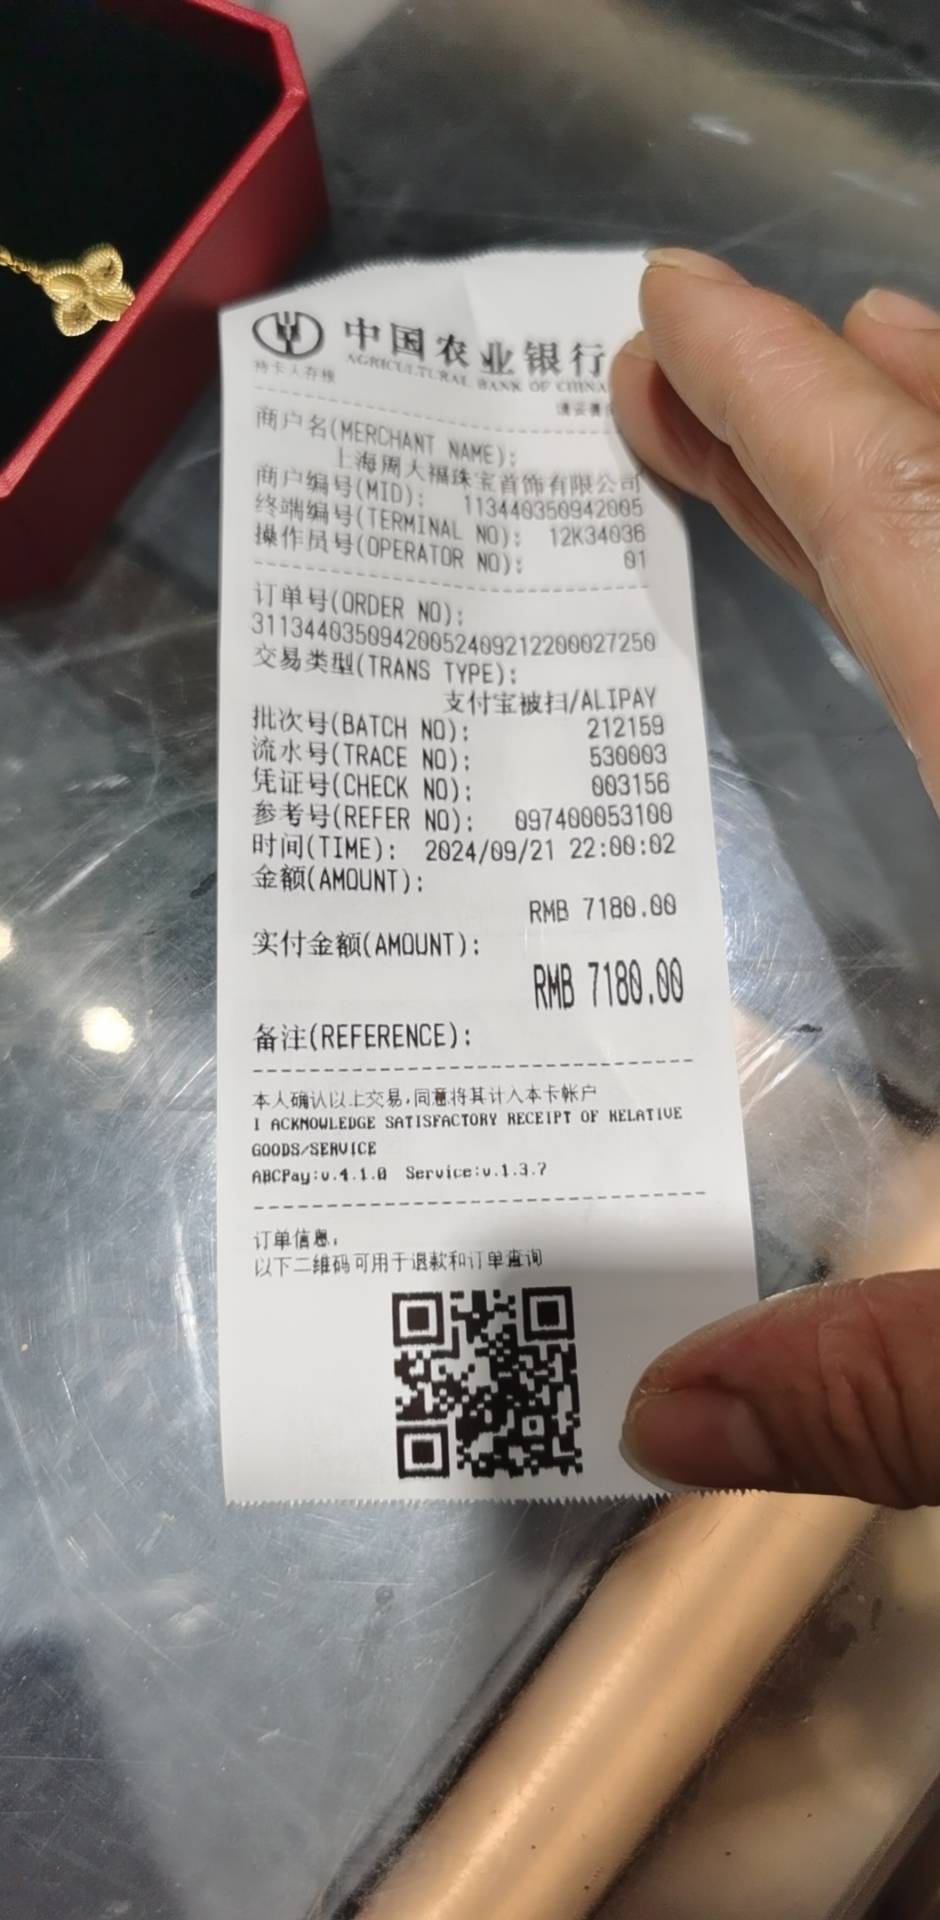 中国农业银行
AGRICULTURAL BANK OF CHINA
持卡人存根
请妥善
商户名(MERCHANT NAME):
上海周大福珠宝首饰有限公司
商户编号(MID): 113440350942005
终端编号(TERMINAL NO): 12K34036
操作员号(OPERATOR NO): 01
订单号(ORDER NO):
31134403509420052409212200027250
交易类型(TRANS TYPE):
支付宝被扫/ALIPAY
批次号(BATCH NO): 212159
流水号(TRACE NO): 530003
凭证号(CHECK NO): 003156
参考号(REFER NO): 097400053100
时间(TIME): 2024/09/21 22:00:02
金额(AMOUNT):
RMB 7180.00
实付金额(AMOUNT):
RMB 7180.00
备注(REFERENCE):
本人确认以上交易,同意将其计入本卡帐户
I ACKNOWLEDGE SATISFACTORY RECEIPT OF RELATIVE
GOODS/SERVICE
ABCPay:v.4.1.0 Service:v.1.3.7
订单信息,
以下二维码可用于退款和订单查询